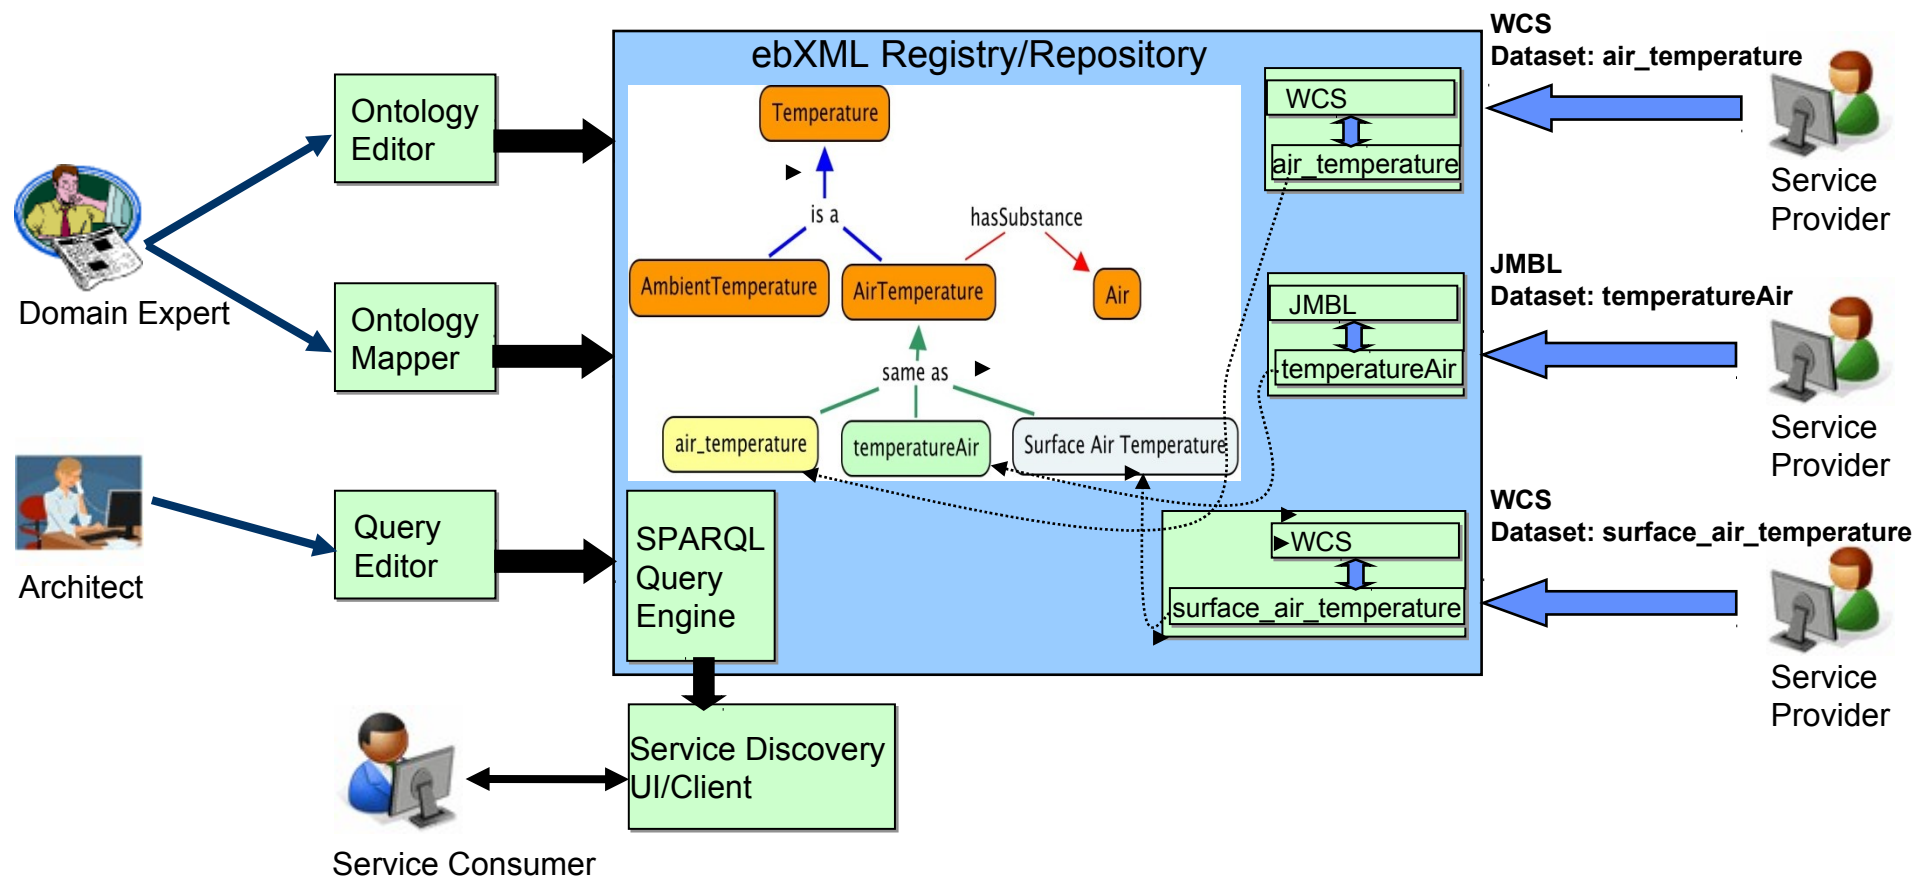 ebXML Registry/Repository
WCS
Dataset: air_temperature
Ontology
Editor
Temperature
WCS
air_temperature
Service
Provider
is a
hasSubstance
Domain Expert
Ontology
Mapper
AmbientTemperature
AirTemperature
Air
JMBL
Dataset: temperatureAir
JMBL
temperatureAir
same as
Service
Provider
air_temperature
temperatureAir
Surface Air Temperature
Architect
Query
Editor
SPARQL
Query
Engine
WCS
Dataset: surface_air_temperature
WCS
surface_air_temperature
Service
Provider
Service Discovery
UI/Client
Service Consumer